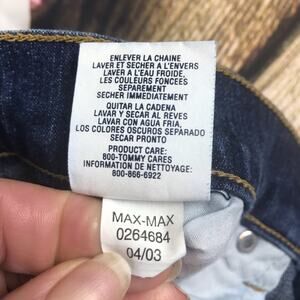 ENLEVER LA CHAINE
LAVER ET SECHER A L'ENVERS
LAVER A L'EAU FROIDE,
LES COULEURS FONCEES
SEPAREMENT
SECHER IMMEDIATEMENT
QUITAR LA CADENA
LAVAR Y SECAR AL REVES
LAVAR CON AGUA FRIA,
LOS COLORES OSCUROS SEPARADO
SECAR PRONTO
PRODUCT CARE:
800-TOMMY CARES
INFORMATION DE NETTOYAGE:
800-866-6922
MAX-MAX
0264684
04/03